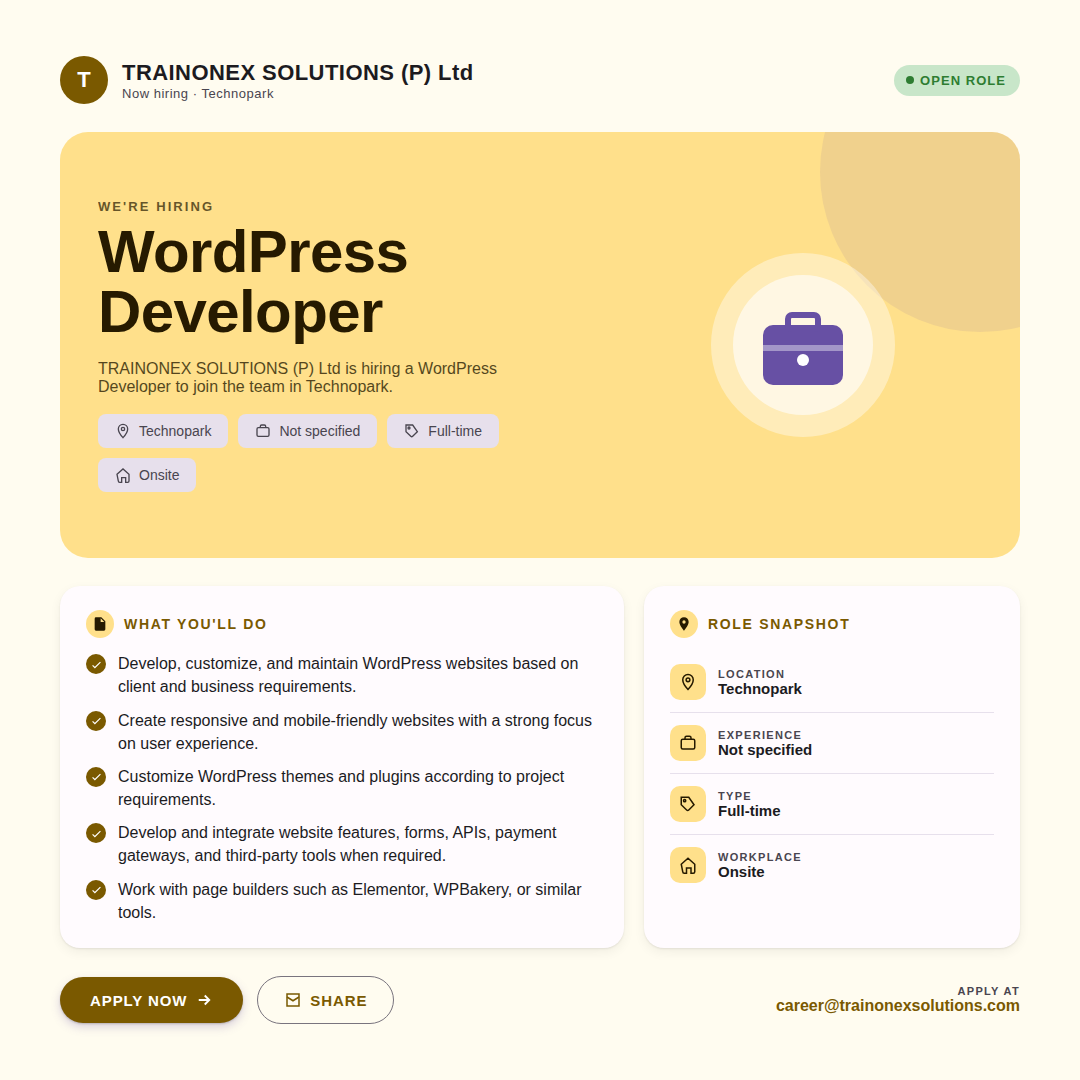 T
TRAINONEX SOLUTIONS (P) Ltd
Now hiring · Technopark
OPEN ROLE
WE'RE HIRING
WordPress
Developer
TRAINONEX SOLUTIONS (P) Ltd is hiring a WordPress
Developer to join the team in Technopark.
Technopark
Not specified
Full-time
Onsite
WHAT YOU'LL DO
Develop, customize, and maintain WordPress websites based on
client and business requirements.
Create responsive and mobile-friendly websites with a strong focus
on user experience.
Customize WordPress themes and plugins according to project
requirements.
Develop and integrate website features, forms, APIs, payment
gateways, and third-party tools when required.
Work with page builders such as Elementor, WPBakery, or similar
tools.
ROLE SNAPSHOT
LOCATION
Technopark
EXPERIENCE
Not specified
TYPE
Full-time
WORKPLACE
Onsite
APPLY NOW
SHARE
APPLY AT
career@trainonexsolutions.com